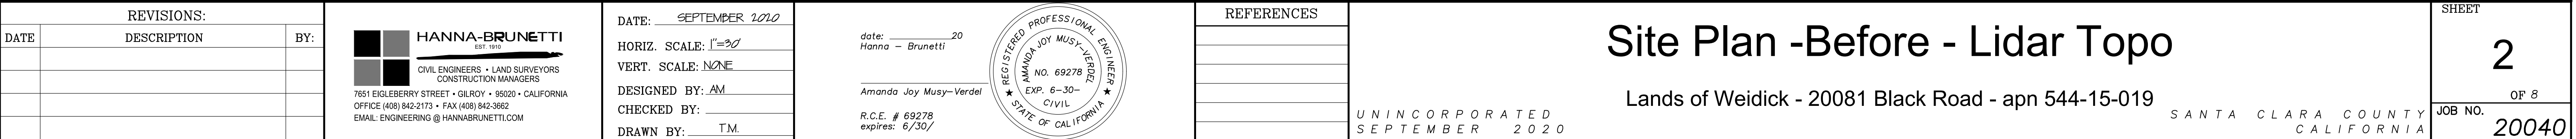 REVISIONS:
DATE DESCRIPTION BY:
HANNA-BRUNETTI
EST. 1910
CIVIL ENGINEERS • LAND SURVEYORS
CONSTRUCTION MANAGERS
7651 EIGLEBERRY STREET • GILROY • 95020 • CALIFORNIA
OFFICE (408) 842-2173 • FAX (408) 842-3662
EMAIL: ENGINEERING @ HANNABRUNETTI.COM
DATE: SEPTEMBER 2020
HORIZ. SCALE: 1"=30'
VERT. SCALE: NONE
DESIGNED BY: AM
CHECKED BY:
DRAWN BY: T.M.
date: __________20
Hanna - Brunetti
Amanda Joy Musy-Verdel
R.C.E. # 69278
expires: 6/30/
REGISTERED PROFESSIONAL ENGINEER
AMANDA JOY MUSY-VERDEL
NO. 69278
EXP. 6-30-
CIVIL
★ STATE OF CALIFORNIA ★
REFERENCES
Site Plan -Before - Lidar Topo
Lands of Weidick - 20081 Black Road - apn 544-15-019
UNINCORPORATED
SEPTEMBER 2020
SANTA CLARA COUNTY
CALIFORNIA
SHEET
2
OF 8
JOB NO.
20040